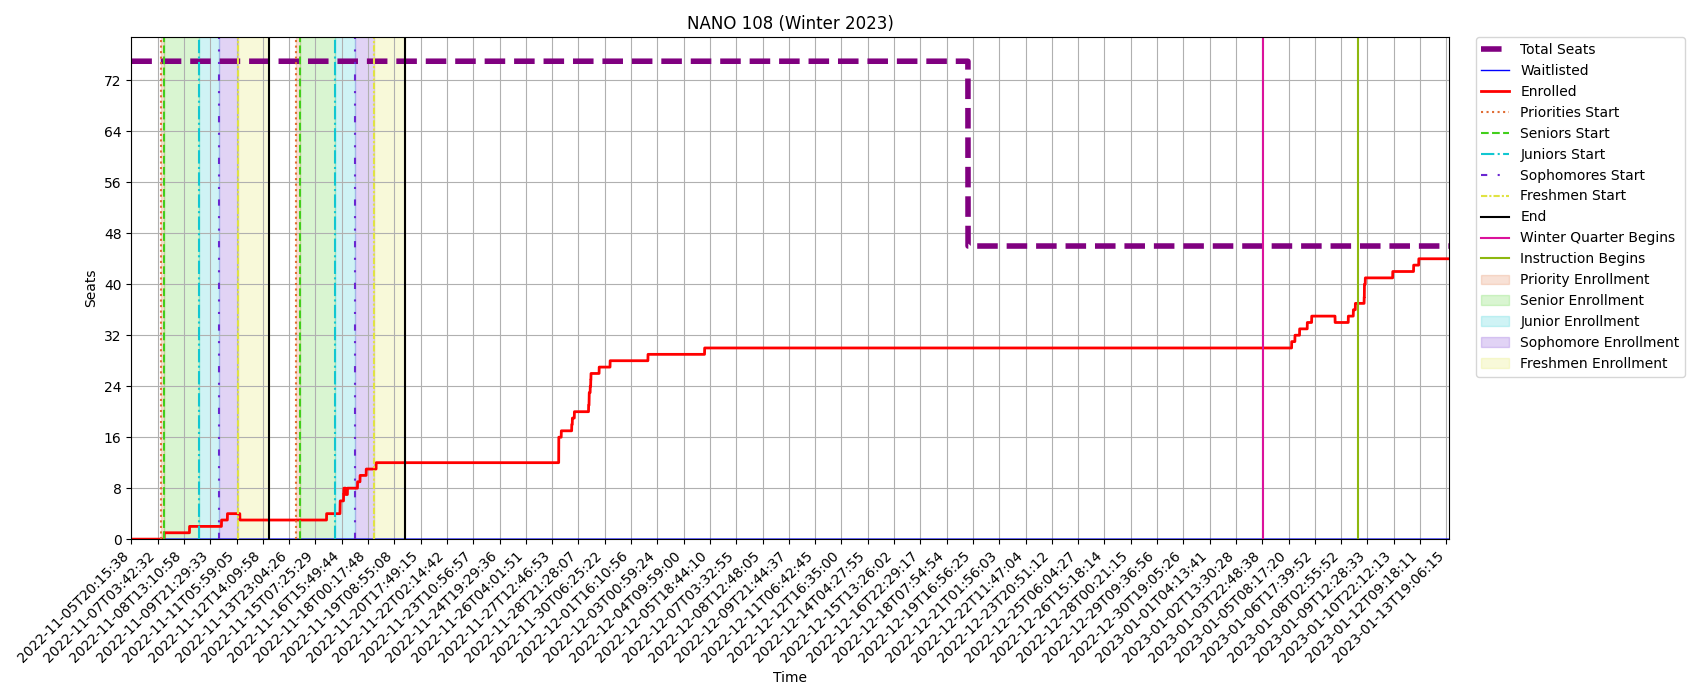 NANO 108 (Winter 2023)
Seats
72
64
56
48
40
32
24
16
8
0
2022-11-05T20:15:38
2022-11-07T03:42:32
2022-11-08T13:10:58
2022-11-09T21:29:33
2022-11-11T05:59:05
2022-11-12T14:09:58
2022-11-13T23:04:26
2022-11-15T07:25:29
2022-11-16T15:49:44
2022-11-18T00:17:48
2022-11-19T08:55:08
2022-11-20T17:49:15
2022-11-22T02:14:42
2022-11-23T10:56:57
2022-11-24T19:29:36
2022-11-26T04:01:51
2022-11-27T12:46:53
2022-11-28T21:28:07
2022-11-30T06:25:22
2022-12-01T16:10:56
2022-12-03T00:59:24
2022-12-04T09:59:00
2022-12-05T18:44:10
2022-12-07T03:32:55
2022-12-08T12:48:05
2022-12-09T21:44:37
2022-12-11T06:42:45
2022-12-12T16:35:00
2022-12-14T04:27:55
2022-12-15T13:26:02
2022-12-16T22:29:17
2022-12-18T07:54:54
2022-12-19T16:56:25
2022-12-21T01:56:03
2022-12-22T11:47:04
2022-12-23T20:51:12
2022-12-25T06:04:27
2022-12-26T15:18:14
2022-12-28T00:21:15
2022-12-29T09:36:56
2022-12-30T19:05:26
2023-01-01T04:13:41
2023-01-02T13:30:28
2023-01-03T22:48:38
2023-01-05T08:17:20
2023-01-06T17:39:52
2023-01-08T02:55:52
2023-01-09T12:28:33
2023-01-10T22:12:13
2023-01-12T09:18:11
2023-01-13T19:06:15
Time
Total Seats
Waitlisted
Enrolled
Priorities Start
Seniors Start
Juniors Start
Sophomores Start
Freshmen Start
End
Winter Quarter Begins
Instruction Begins
Priority Enrollment
Senior Enrollment
Junior Enrollment
Sophomore Enrollment
Freshmen Enrollment